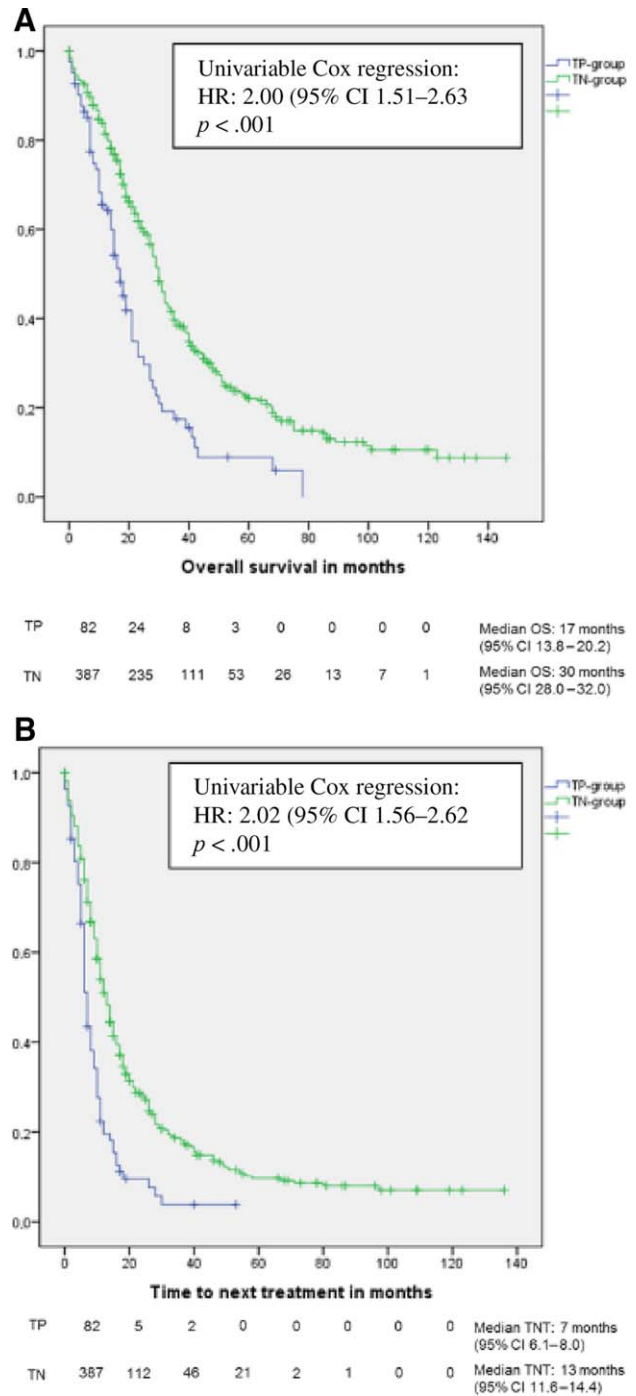 A
Univariable Cox regression:
HR: 2.00 (95% CI 1.51–2.63
p < .001
TP-group
TN-group
1.0
0.8
0.6
0.4
0.2
0.0
0 20 40 60 80 100 120 140
Overall survival in months
TP 82 24 8 3 0 0 0 0 Median OS: 17 months
(95% CI 13.8–20.2)
TN 387 235 111 53 26 13 7 1 Median OS: 30 months
(95% CI 28.0–32.0)
B
Univariable Cox regression:
HR: 2.02 (95% CI 1.56–2.62
p < .001
TP-group
TN-group
1.0
0.8
0.6
0.4
0.2
0.0
0 20 40 60 80 100 120 140
Time to next treatment in months
TP 82 5 2 0 0 0 0 0 Median TNT: 7 months
(95% CI 6.1–8.0)
TN 387 112 46 21 2 1 0 0 Median TNT: 13 months
(95% CI 11.6–14.4)